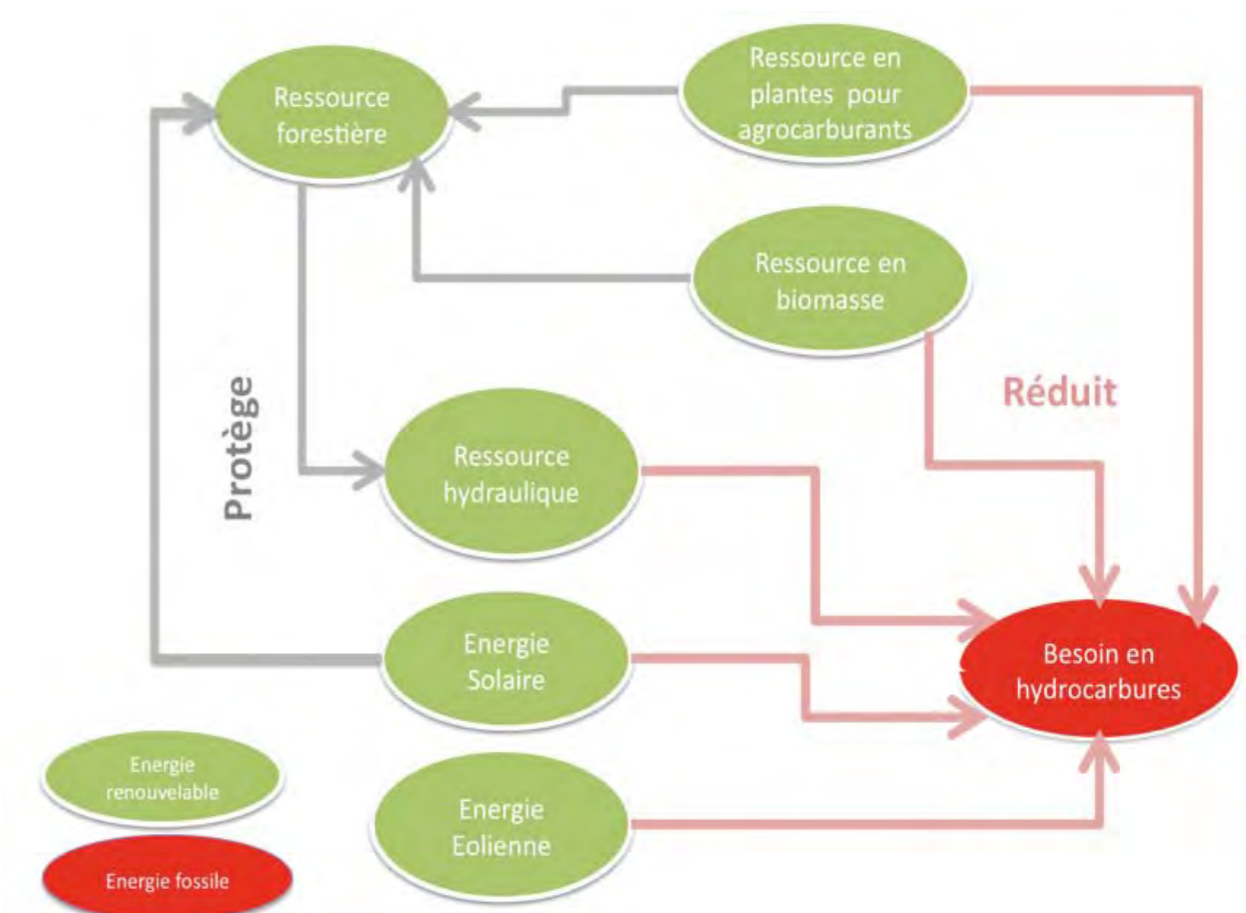 Ressource
forestière
Ressource en
plantes pour
agrocarburants
Ressource en
biomasse
Protège
Réduit
Ressource
hydraulique
Energie
Solaire
Besoin en
hydrocarbures
Energie
renouvelable
Energie
Eolienne
Energie fossile